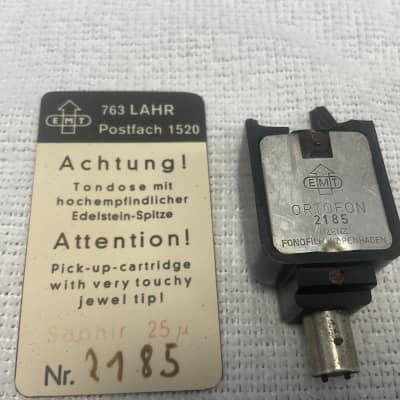 EMT
763 LAHR
Postfach 1520
Achtung!
Tondose mit
hochempfindlicher
Edelstein-Spitze
Attention!
Pick-up-cartridge
with very touchy
jewel tip!
Saphir 25 µ
Nr. 2185
EMT
ORTOFON
2185
LIZENZ
FONOFILM KOPENHAGEN